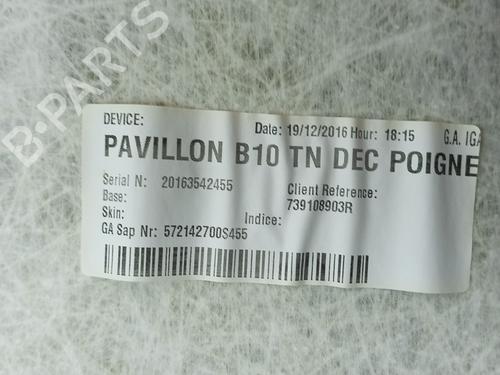 B-PARTS
DEVICE:
Date: 19/12/2016 Hour: 18:15
G.A. IGA
PAVILLON B10 TN DEC POIGNE
Serial N: 20163542455
Client Reference:
Base:
739108903R
Skin:
Indice:
GA Sap Nr: 572142700S455